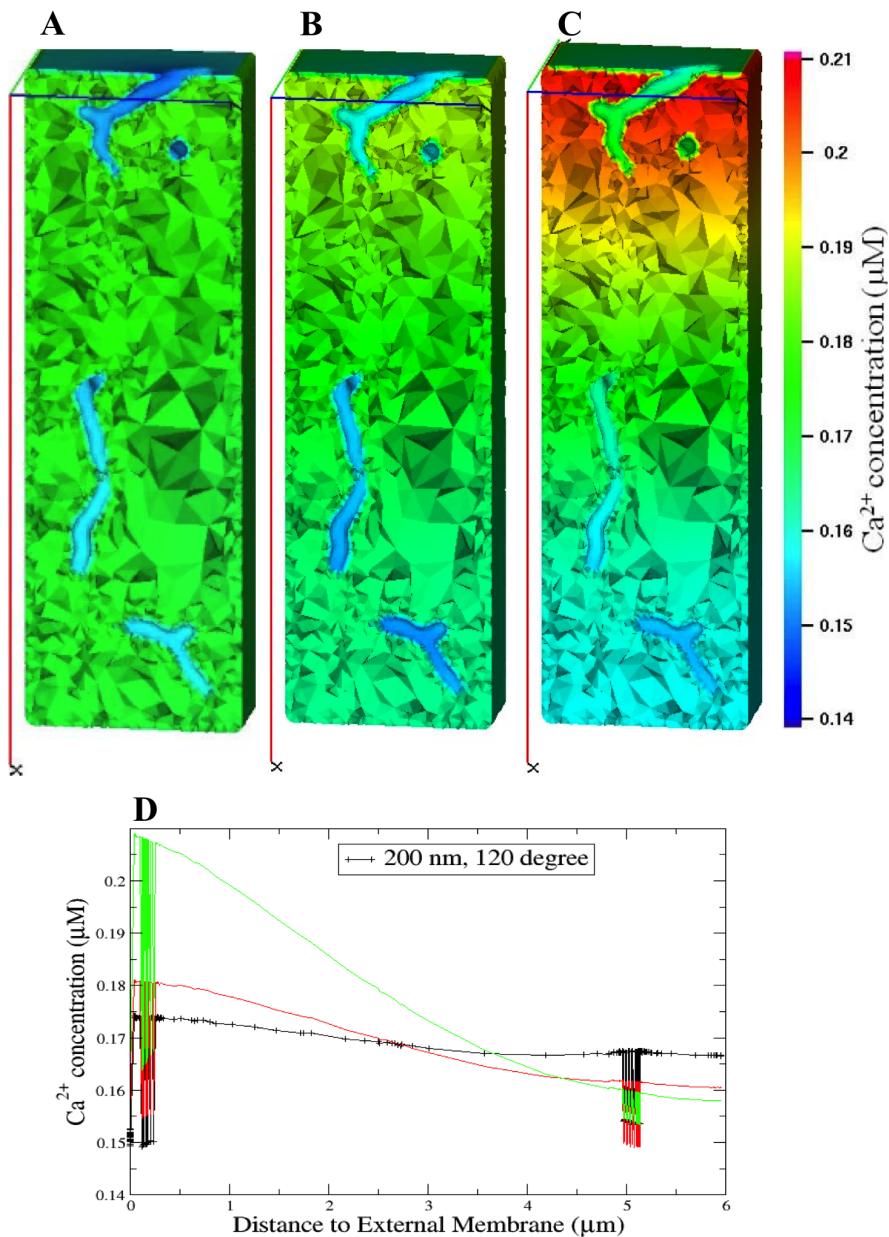 A
B
C
0.21
0.2
0.19
0.18
0.17
0.16
0.15
0.14
Ca²⁺ concentration (μM)
X
X
X
D
200 nm, 120 degree
0.2
0.19
0.18
0.17
0.16
0.15
0.14
Ca²⁺ concentration (μM)
0
1
2
3
4
5
6
Distance to External Membrane (μm)